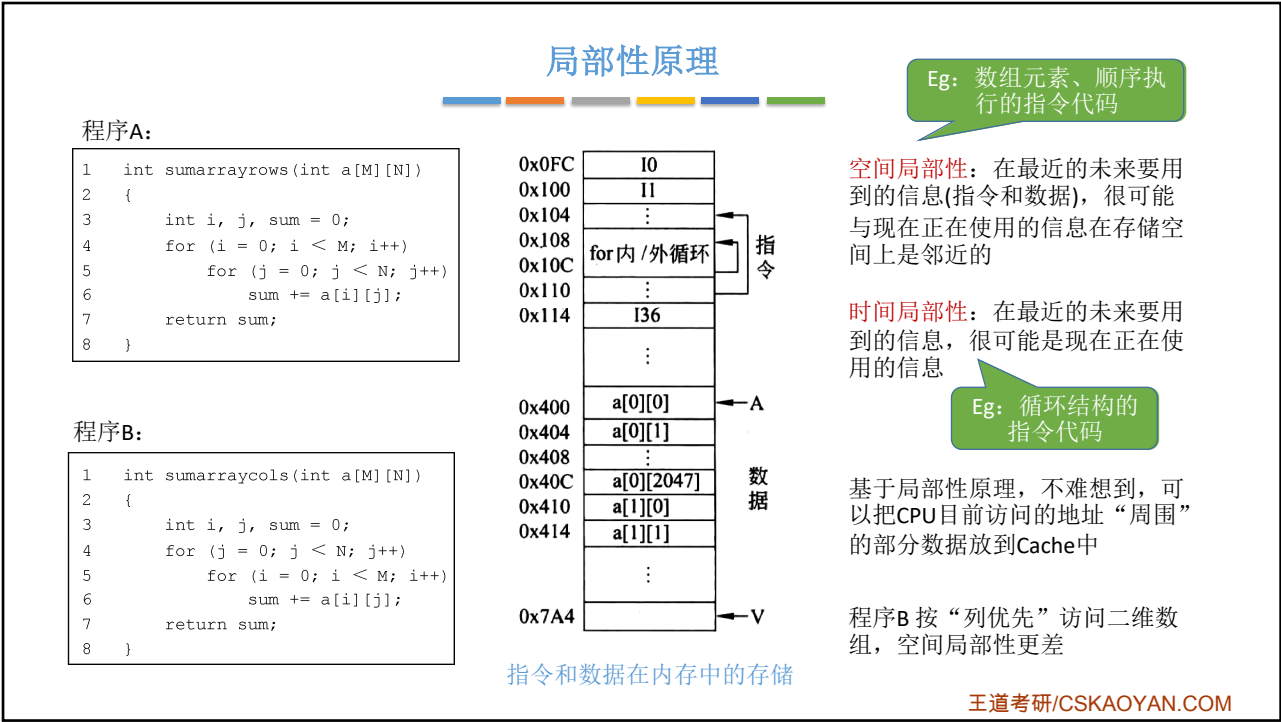 局部性原理
程序A:
1 int sumarrayrows(int a[M][N])
2 {
3 int i, j, sum = 0;
4 for (i = 0; i < M; i++)
5 for (j = 0; j < N; j++)
6 sum += a[i][j];
7 return sum;
8 }
程序B:
1 int sumarraycols(int a[M][N])
2 {
3 int i, j, sum = 0;
4 for (j = 0; j < N; j++)
5 for (i = 0; i < M; i++)
6 sum += a[i][j];
7 return sum;
8 }
0x0FC I0
0x100 I1
0x104 ⋮
0x108
for内/外循环
0x10C
0x110 ⋮
0x114 I36
⋮
指令
0x400 a[0][0] A
0x404 a[0][1]
0x408 ⋮
0x40C a[0][2047]
0x410 a[1][0]
0x414 a[1][1]
⋮
0x7A4 V
数据
指令和数据在内存中的存储
Eg：数组元素、顺序执
行的指令代码
空间局部性：在最近的未来要用
到的信息(指令和数据)，很可能
与现在正在使用的信息在存储空
间上是邻近的
时间局部性：在最近的未来要用
到的信息，很可能是现在正在使
用的信息
Eg：循环结构的
指令代码
基于局部性原理，不难想到，可
以把CPU目前访问的地址“周围”
的部分数据放到Cache中
程序B 按“列优先”访问二维数
组，空间局部性更差
王道考研/CSKAOYAN.COM